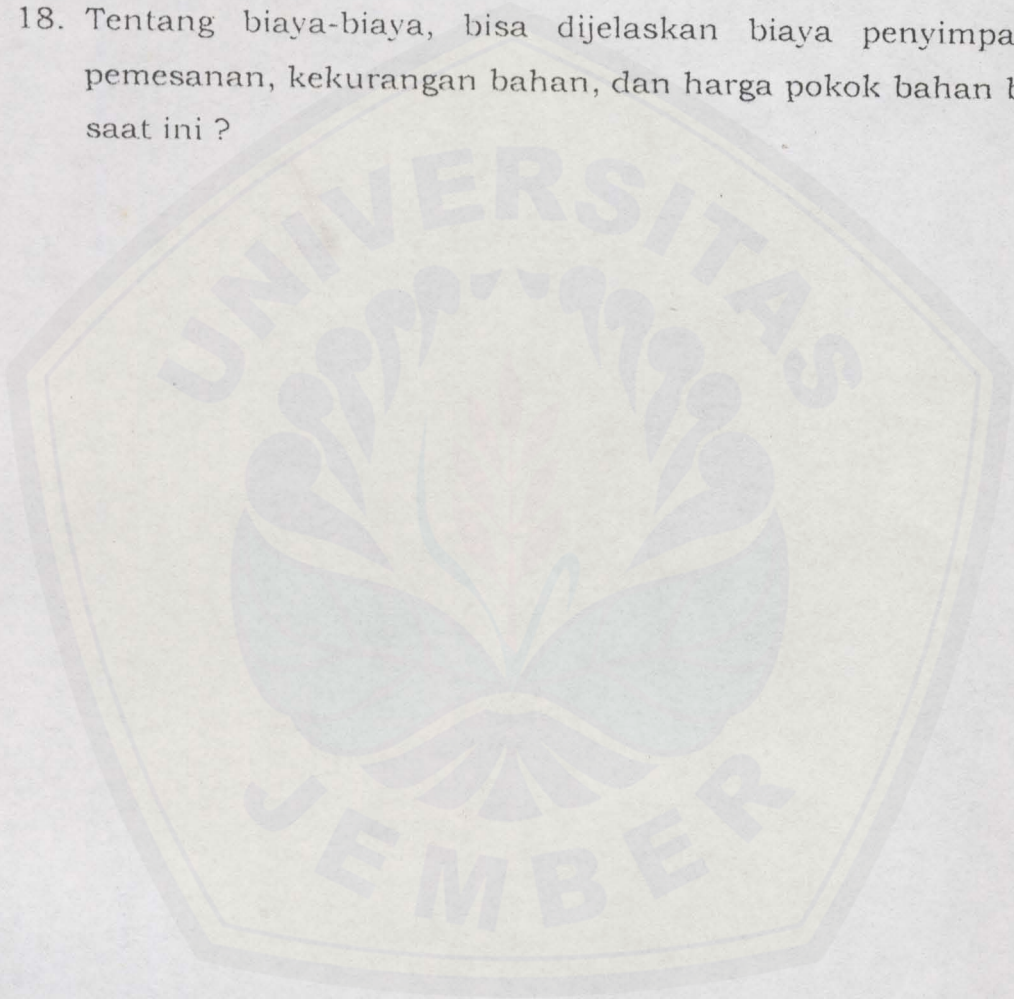 18. Tentang biaya-biaya, bisa dijelaskan biaya penyimpa
pemesanan, kekurangan bahan, dan harga pokok bahan b
saat ini ?
UNIVERSITAS
JEMBER